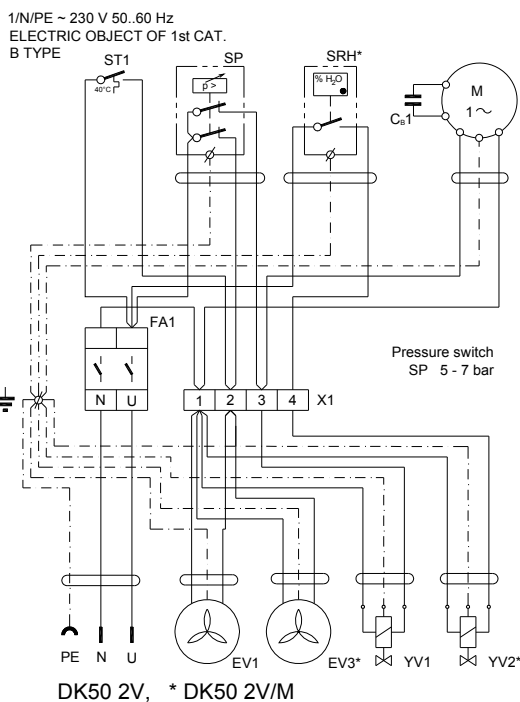 1/N/PE ~ 230 V 50..60 Hz
ELECTRIC OBJECT OF 1st CAT.
B TYPE
ST1
SP
SRH*
40°C
p >
% H₂O
M
1~
C_B1
FA1
Pressure switch
SP 5 - 7 bar
N U
1 2 3 4
X1
PE N U
EV1
EV3*
YV1
YV2*
DK50 2V, * DK50 2V/M